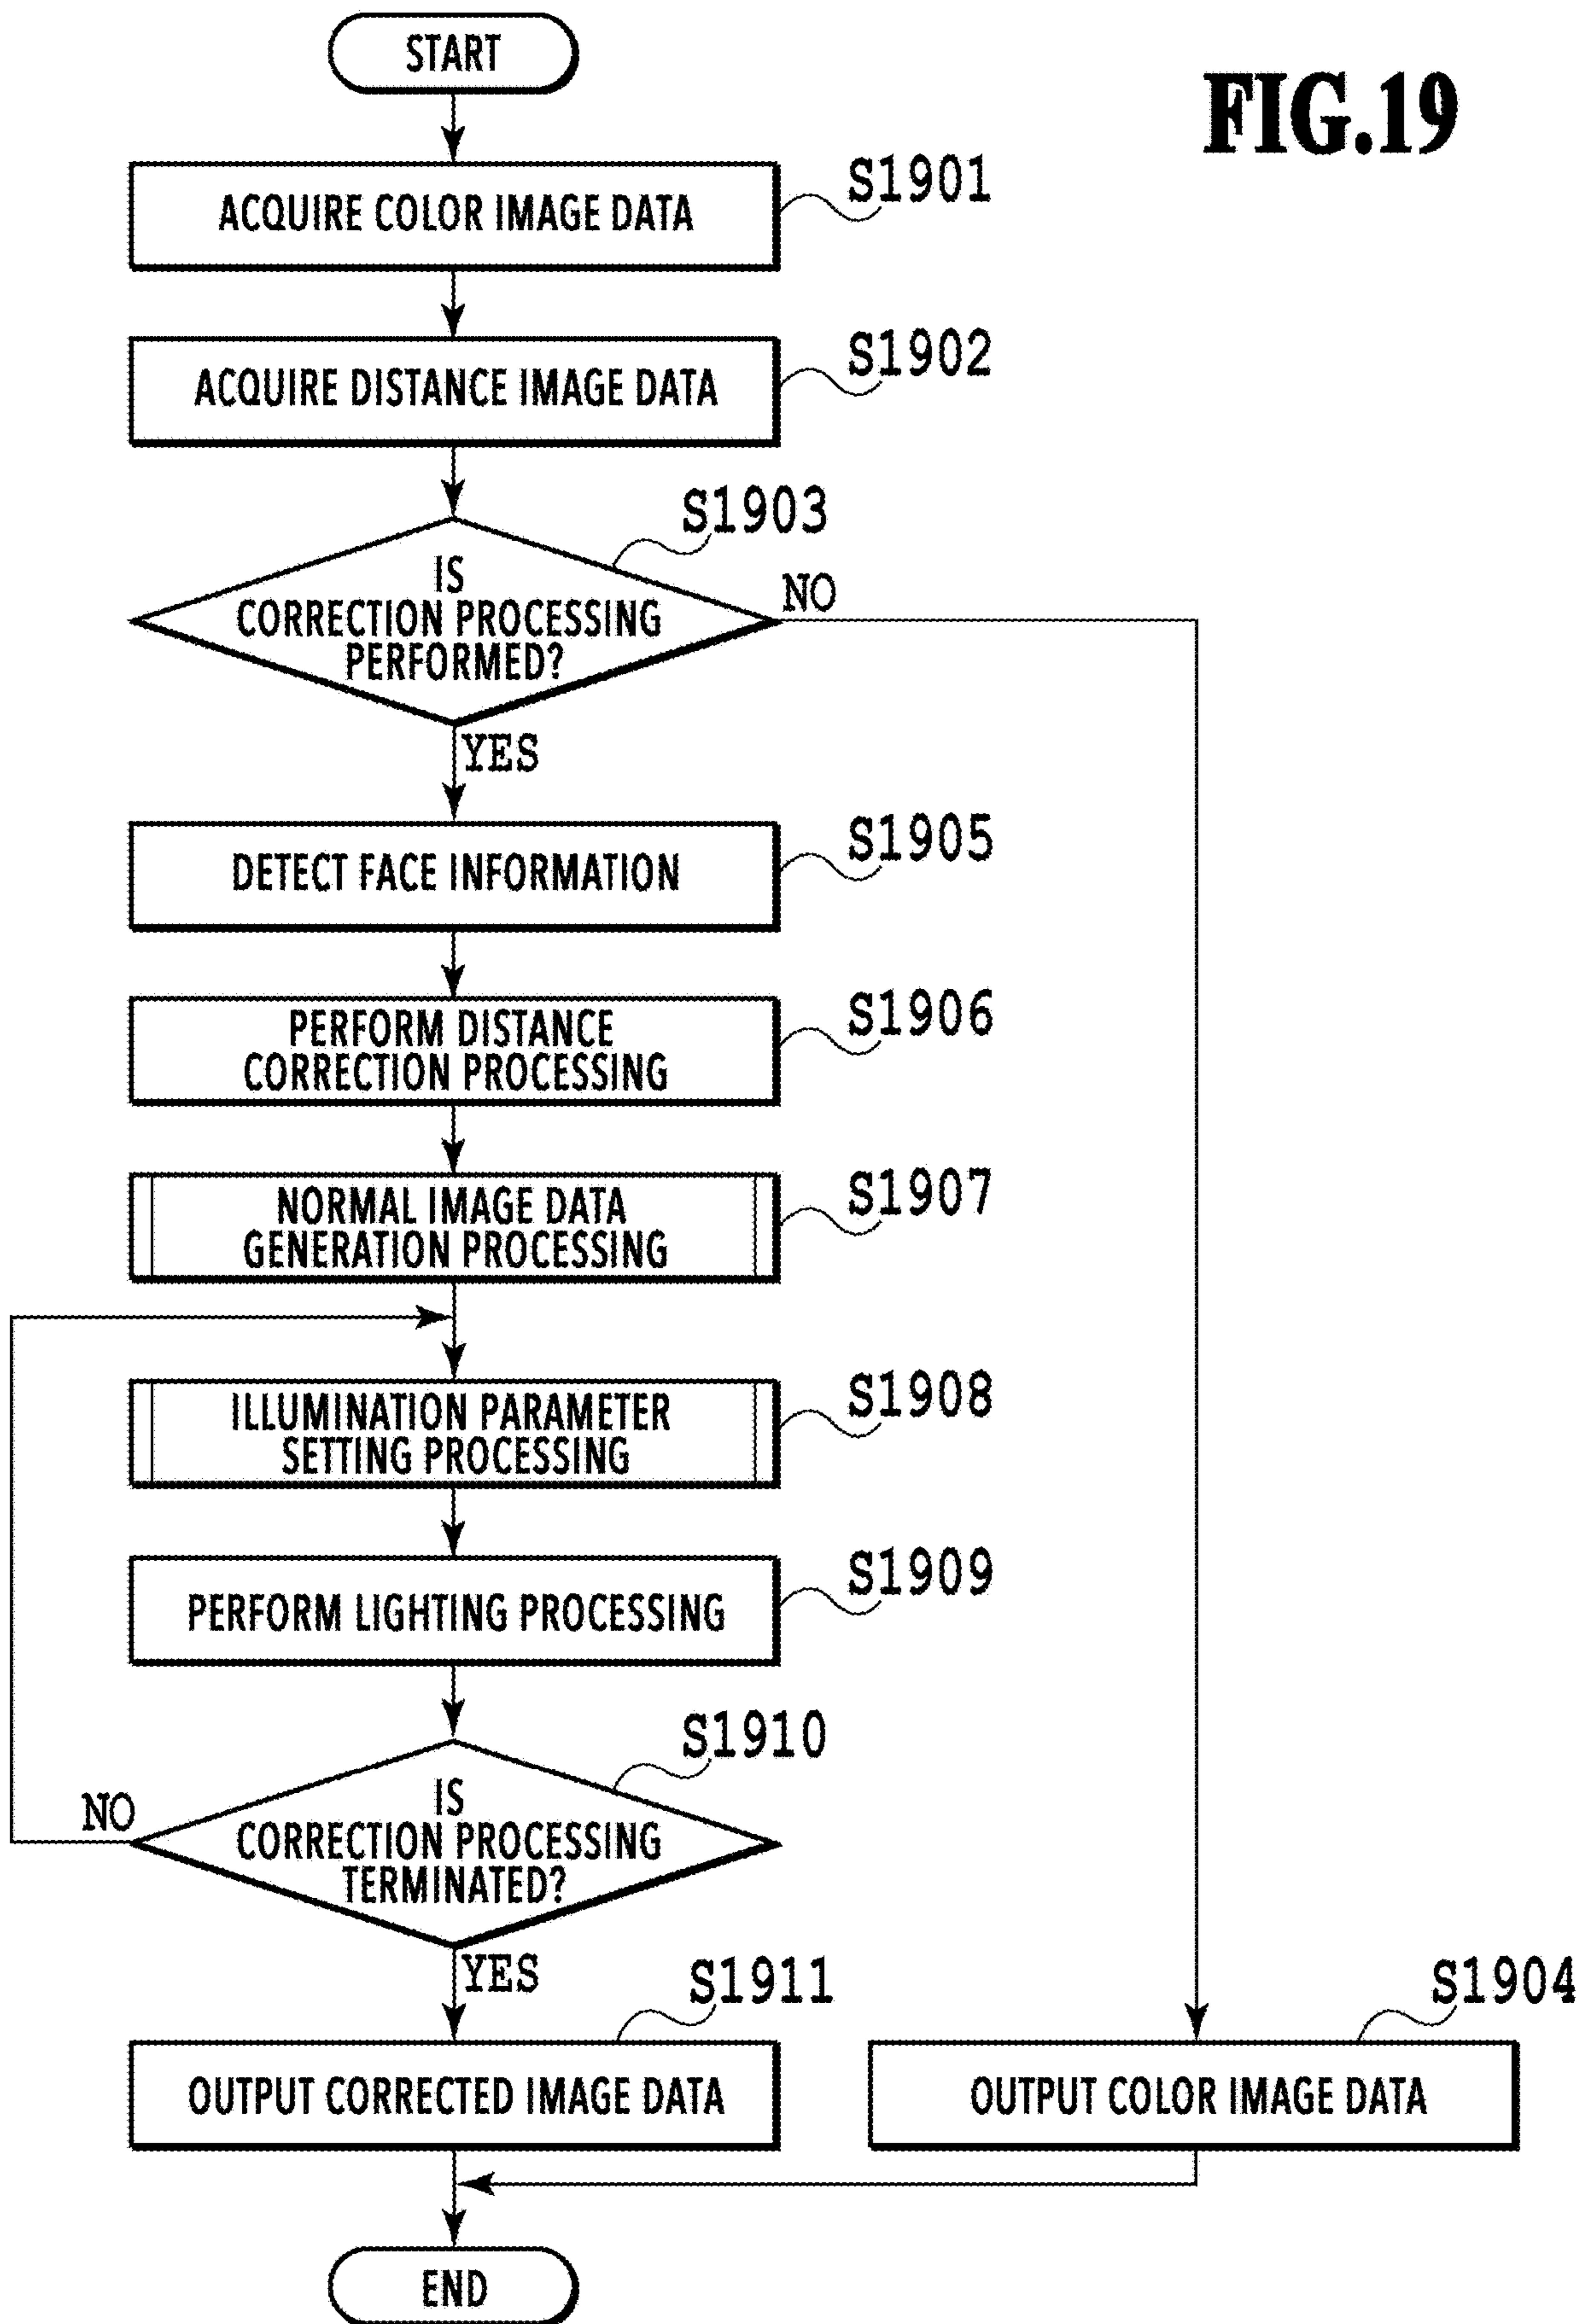 FIG.19
START
ACQUIRE COLOR IMAGE DATA
S1901
ACQUIRE DISTANCE IMAGE DATA
S1902
S1903
IS
CORRECTION PROCESSING
PERFORMED?
NO
YES
DETECT FACE INFORMATION
S1905
PERFORM DISTANCE
CORRECTION PROCESSING
S1906
NORMAL IMAGE DATA
GENERATION PROCESSING
S1907
ILLUMINATION PARAMETER
SETTING PROCESSING
S1908
PERFORM LIGHTING PROCESSING
S1909
S1910
IS
CORRECTION PROCESSING
TERMINATED?
NO
YES
S1911
OUTPUT CORRECTED IMAGE DATA
S1904
OUTPUT COLOR IMAGE DATA
END